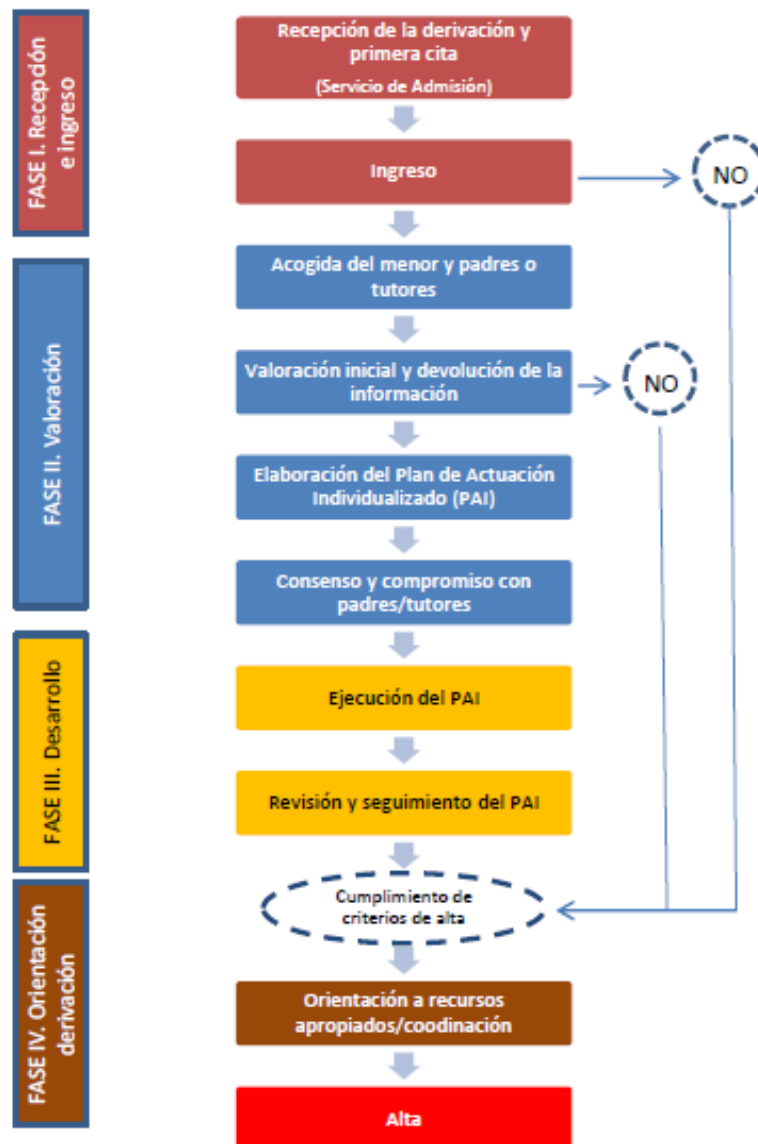 FASE I. Recepción
e ingreso
Recepción de la derivación y
primera cita
(Servicio de Admisión)
Ingreso
NO
FASE II. Valoración
Acogida del menor y padres o
tutores
Valoración inicial y devolución de la
información
NO
Elaboración del Plan de Actuación
Individualizado (PAI)
Consenso y compromiso con
padres/tutores
FASE III. Desarrollo
Ejecución del PAI
Revisión y seguimiento del PAI
FASE IV. Orientación
derivación
Cumplimiento de
criterios de alta
Orientación a recursos
apropiados/coodinación
Alta